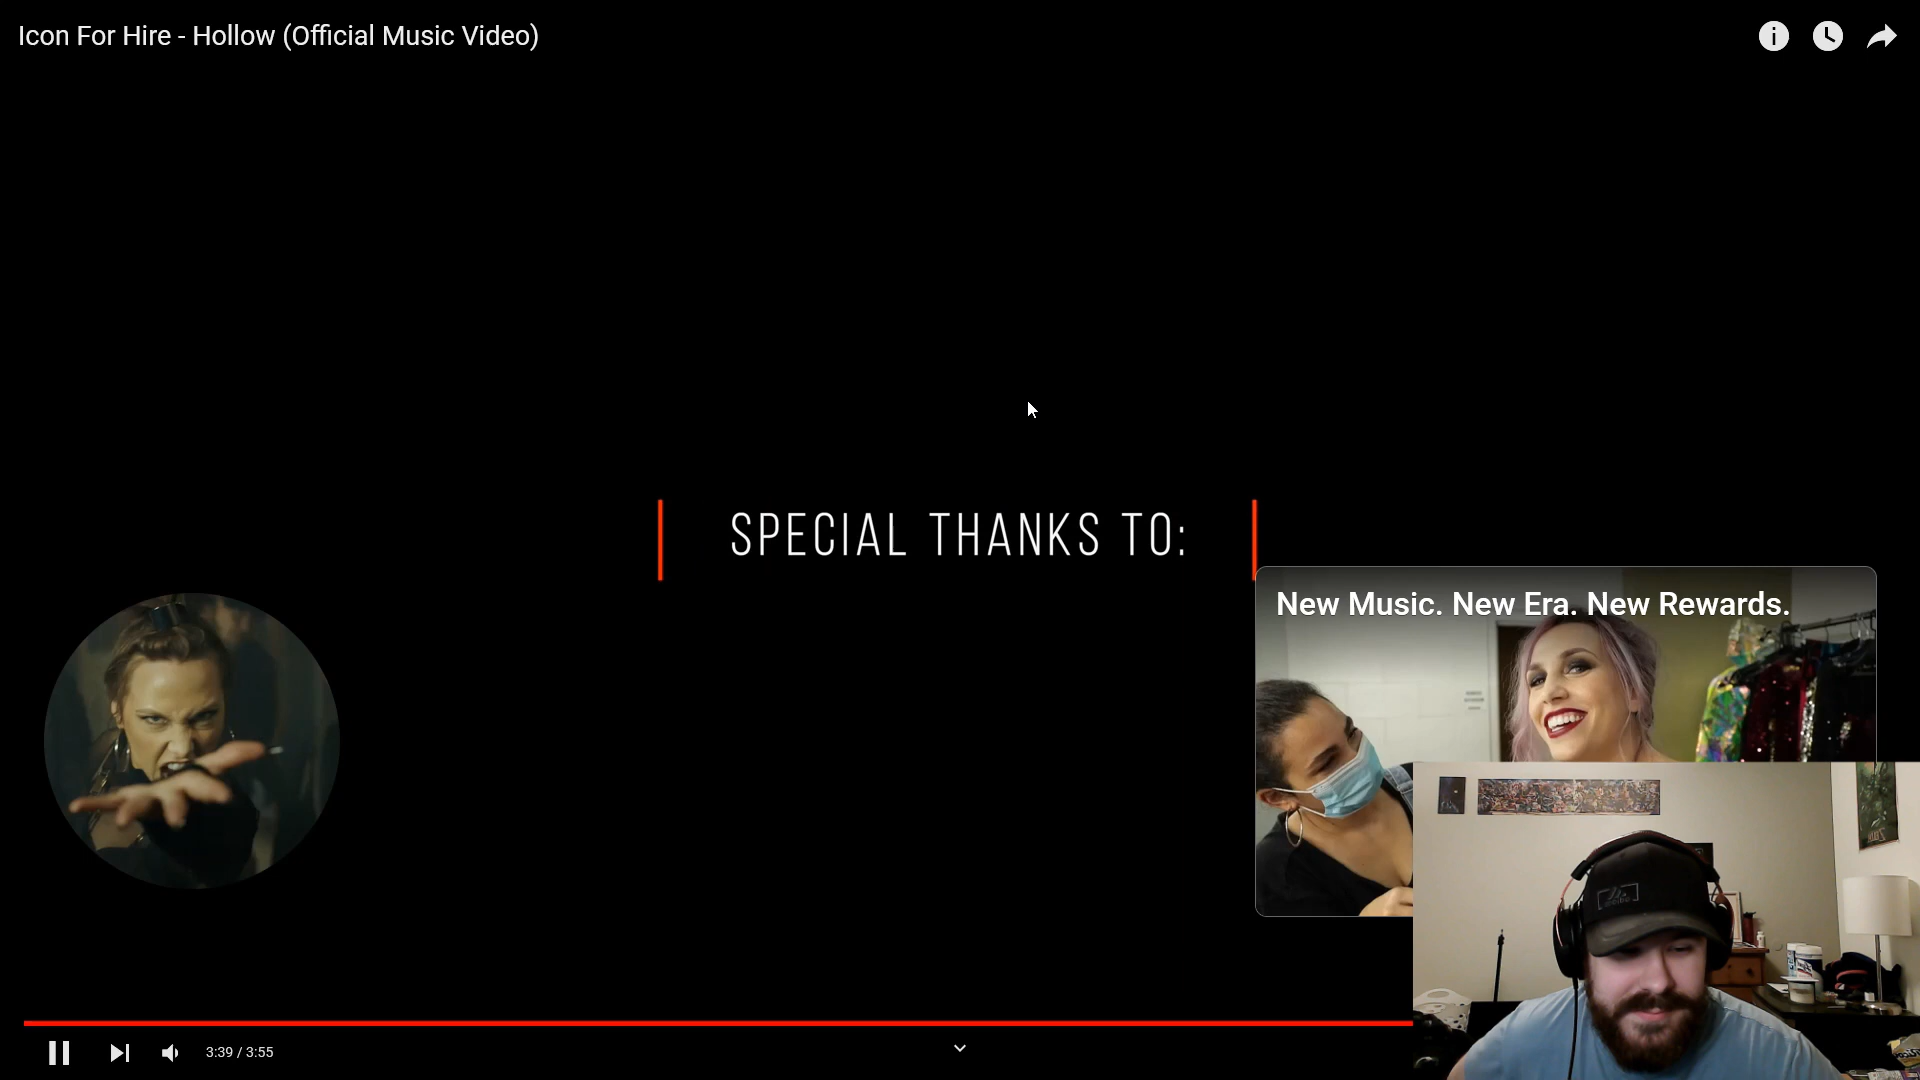 Icon For Hire - Hollow (Official Music Video)
SPECIAL THANKS TO:
New Music. New Era. New Rewards.
3:39 / 3:55